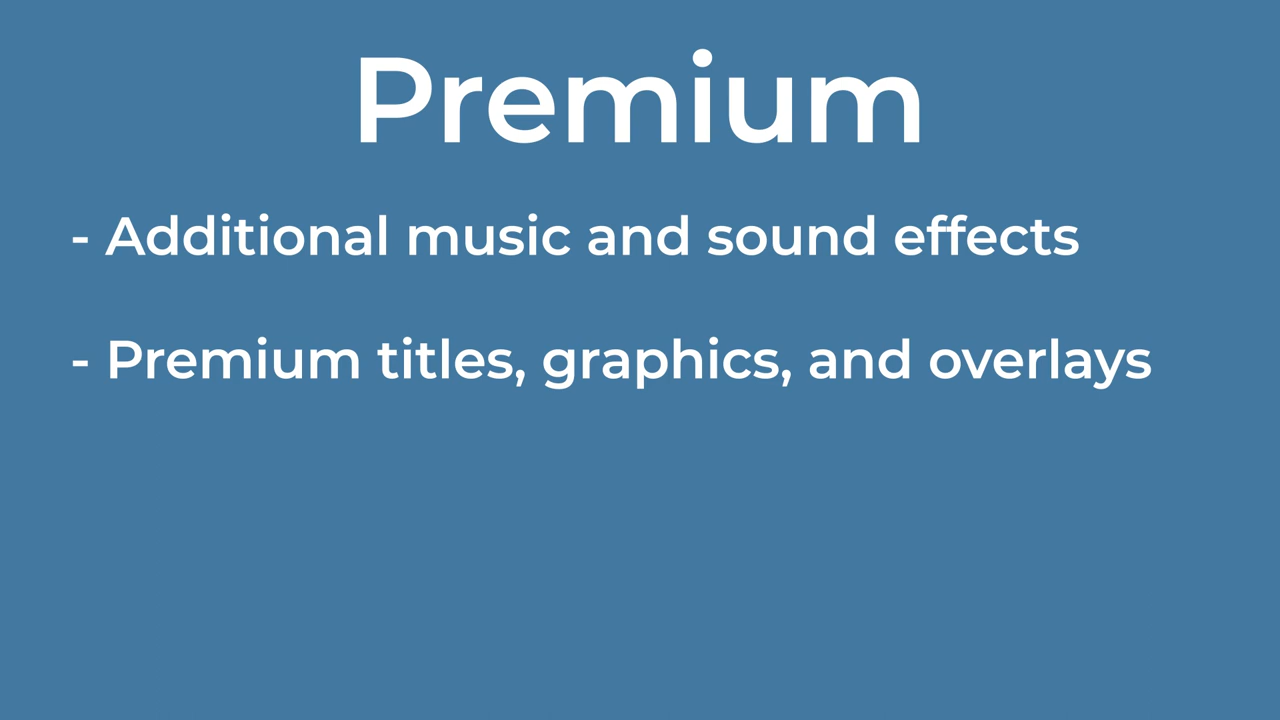 Premium
- Additional music and sound effects
- Premium titles, graphics, and overlays